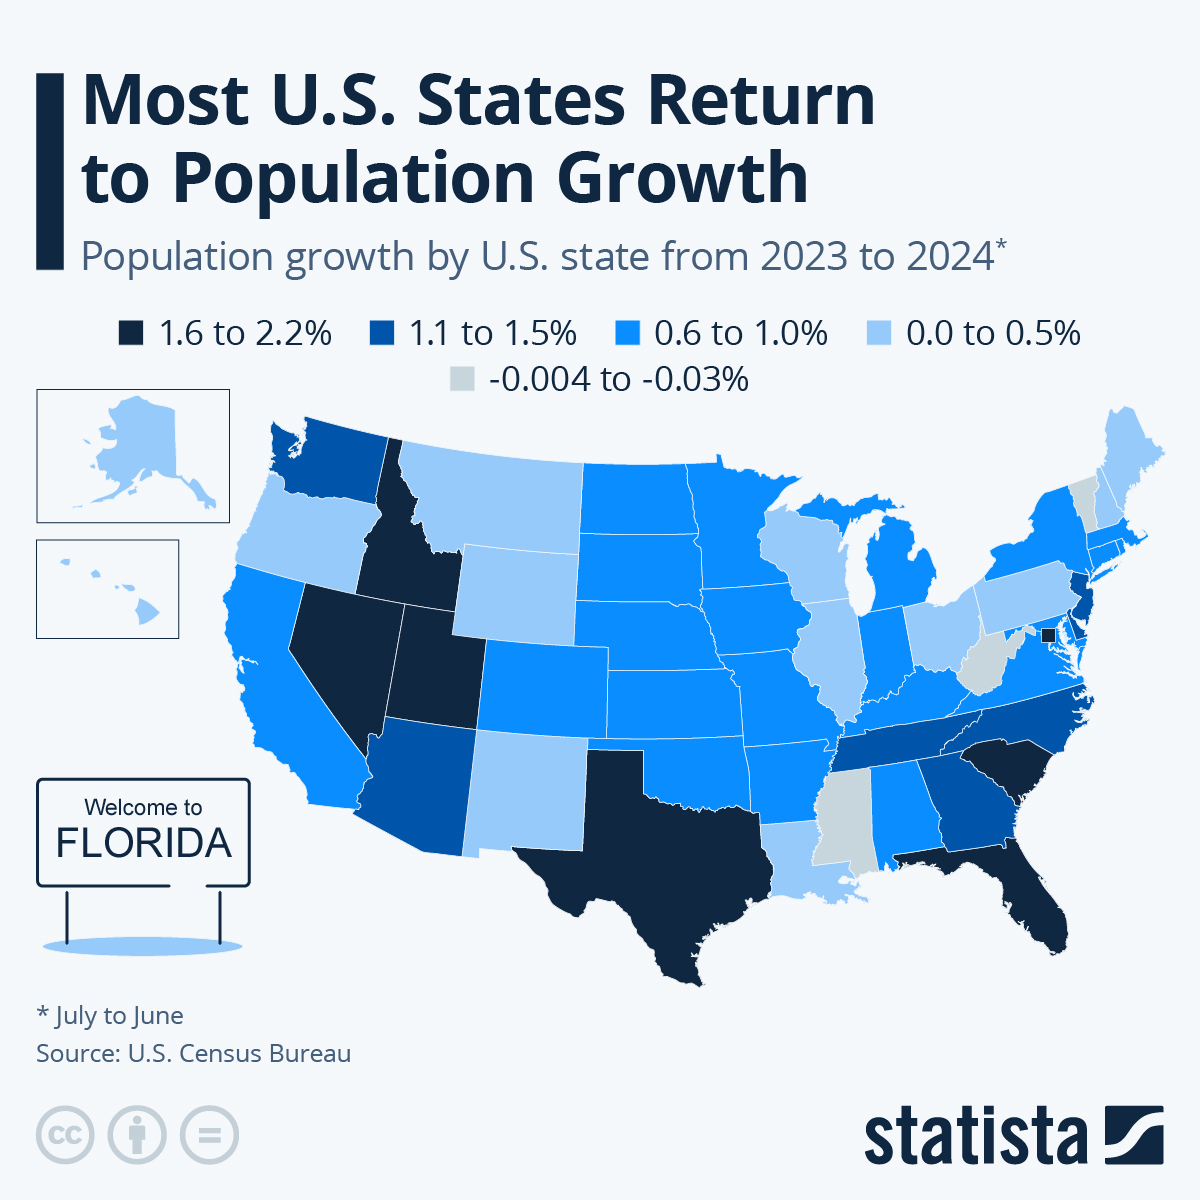 Most U.S. States Return
to Population Growth
Population growth by U.S. state from 2023 to 2024*
1.6 to 2.2% 1.1 to 1.5% 0.6 to 1.0% 0.0 to 0.5%
-0.004 to -0.03%
Welcome to
FLORIDA
* July to June
Source: U.S. Census Bureau
cc
statista